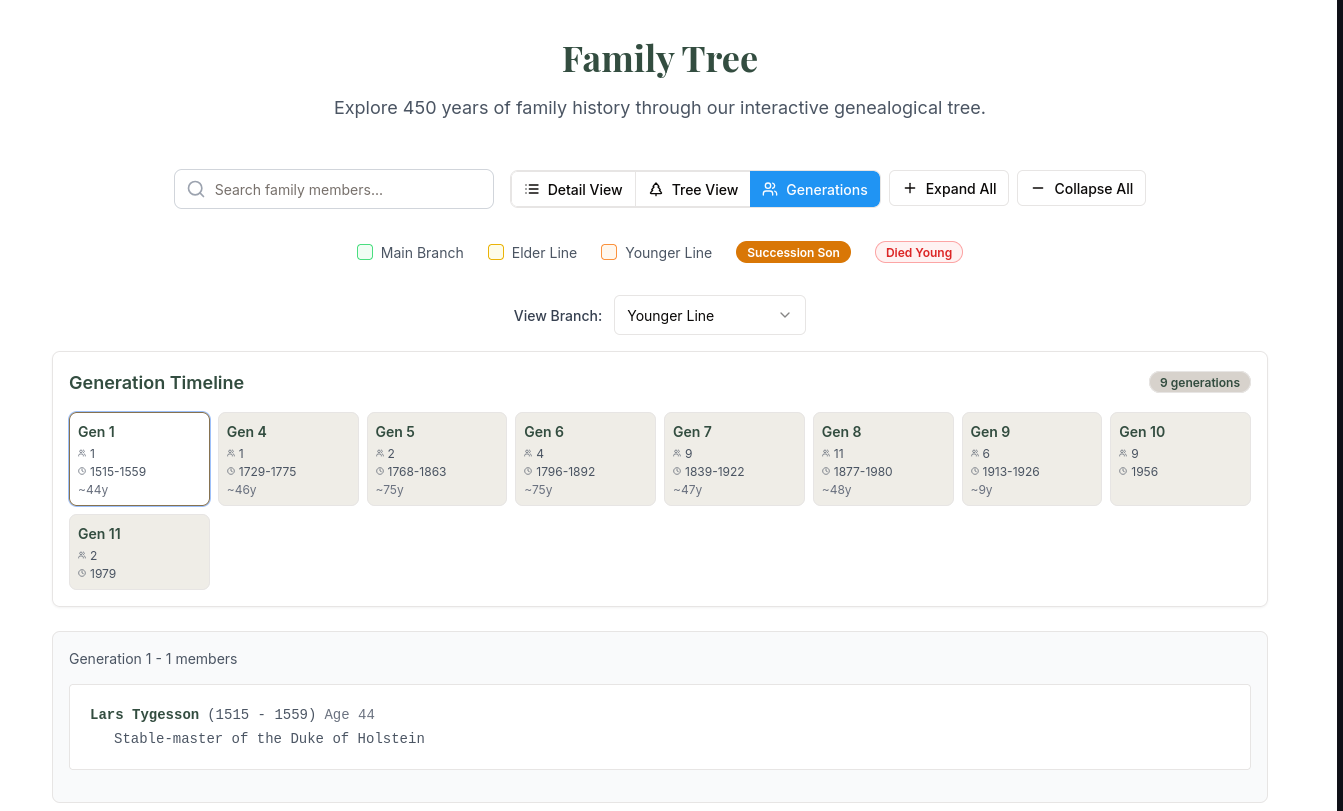 Family Tree
Explore 450 years of family history through our interactive genealogical tree.
Search family members...
Detail View
Tree View
Generations
Expand All
Collapse All
Main Branch
Elder Line
Younger Line
Succession Son
Died Young
View Branch:
Younger Line
Generation Timeline
9 generations
Gen 1
1
1515-1559
~44y
Gen 4
1
1729-1775
~46y
Gen 5
2
1768-1863
~75y
Gen 6
4
1796-1892
~75y
Gen 7
9
1839-1922
~47y
Gen 8
11
1877-1980
~48y
Gen 9
6
1913-1926
~9y
Gen 10
9
1956
Gen 11
2
1979
Generation 1 - 1 members
Lars Tygesson (1515 - 1559) Age 44
Stable-master of the Duke of Holstein